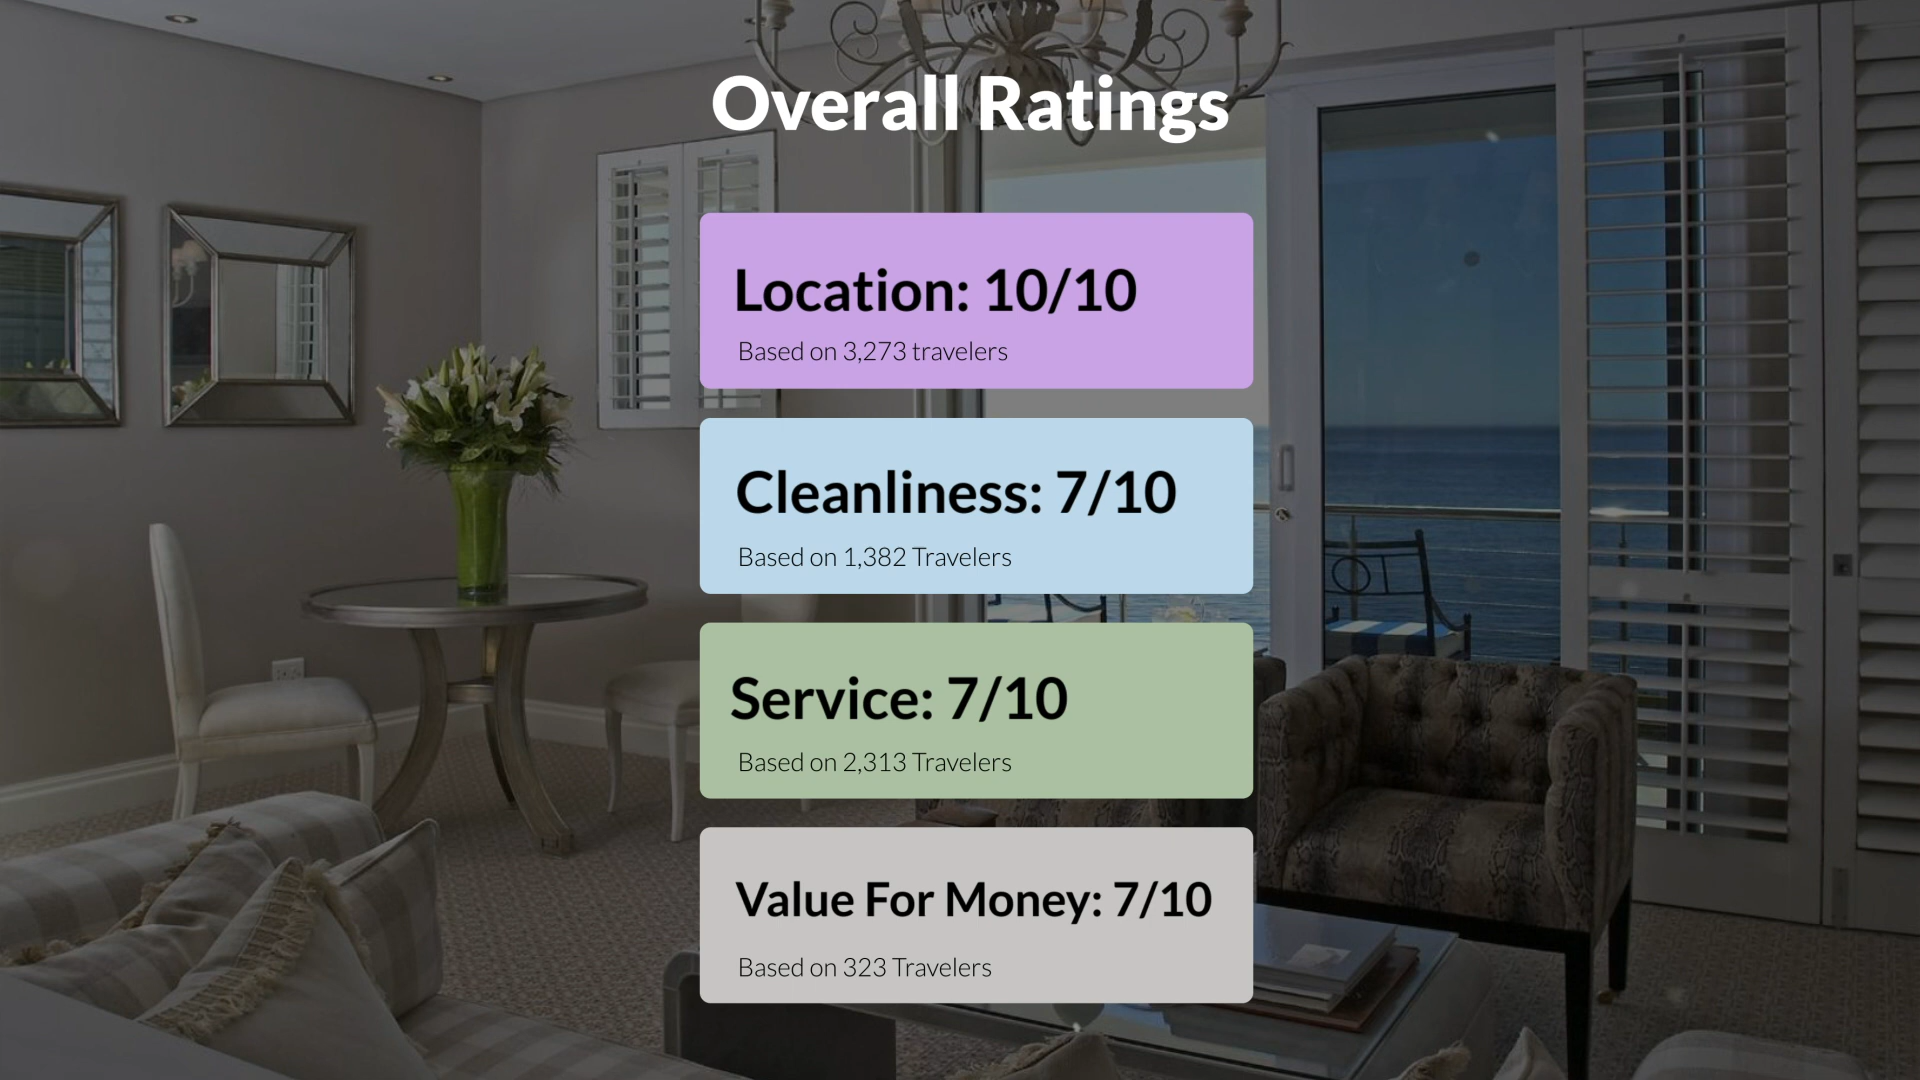 Overall Ratings
Location: 10/10
Based on 3,273 travelers
Cleanliness: 7/10
Based on 1,382 Travelers
Service: 7/10
Based on 2,313 Travelers
Value For Money: 7/10
Based on 323 Travelers